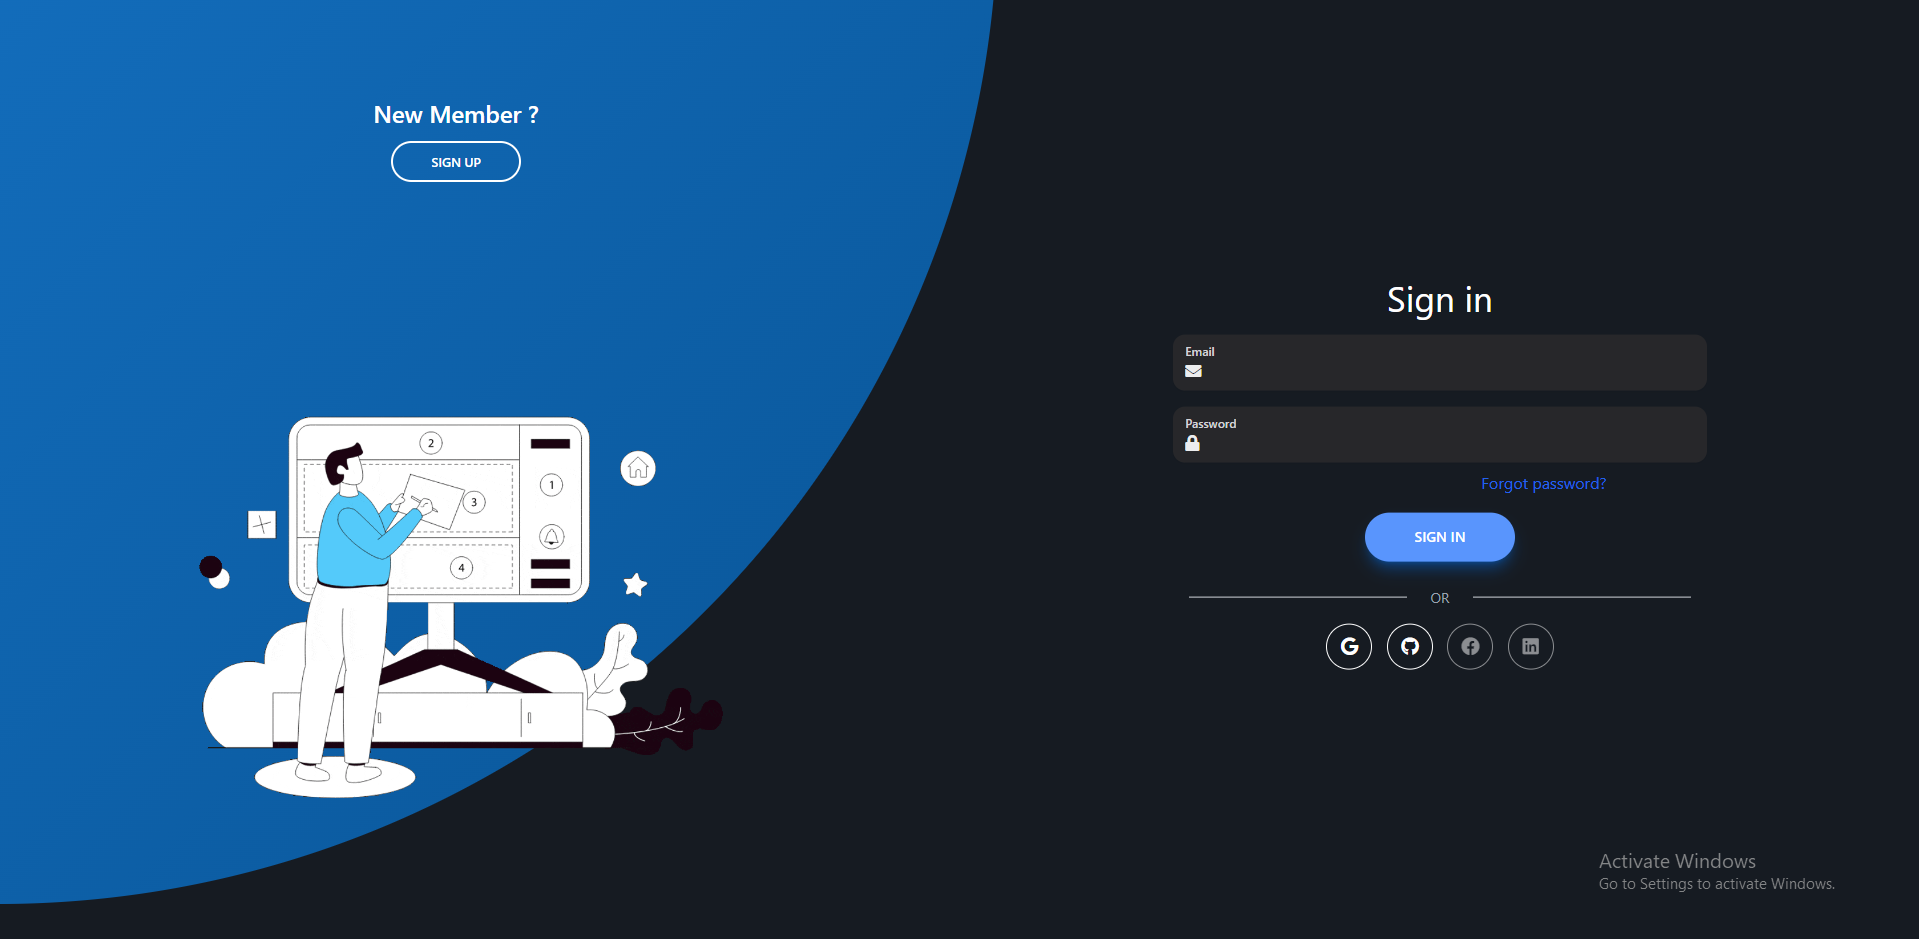 New Member ?
SIGN UP
2
1
3
4
Sign in
Email
Password
Forgot password?
SIGN IN
OR
Activate Windows
Go to Settings to activate Windows.